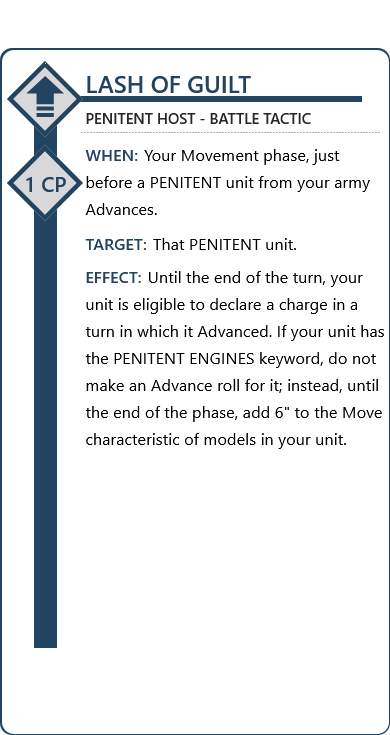 LASH OF GUILT
PENITENT HOST - BATTLE TACTIC
1 CP
WHEN: Your Movement phase, just
before a PENITENT unit from your army
Advances.
TARGET: That PENITENT unit.
EFFECT: Until the end of the turn, your
unit is eligible to declare a charge in a
turn in which it Advanced. If your unit has
the PENITENT ENGINES keyword, do not
make an Advance roll for it; instead, until
the end of the phase, add 6" to the Move
characteristic of models in your unit.